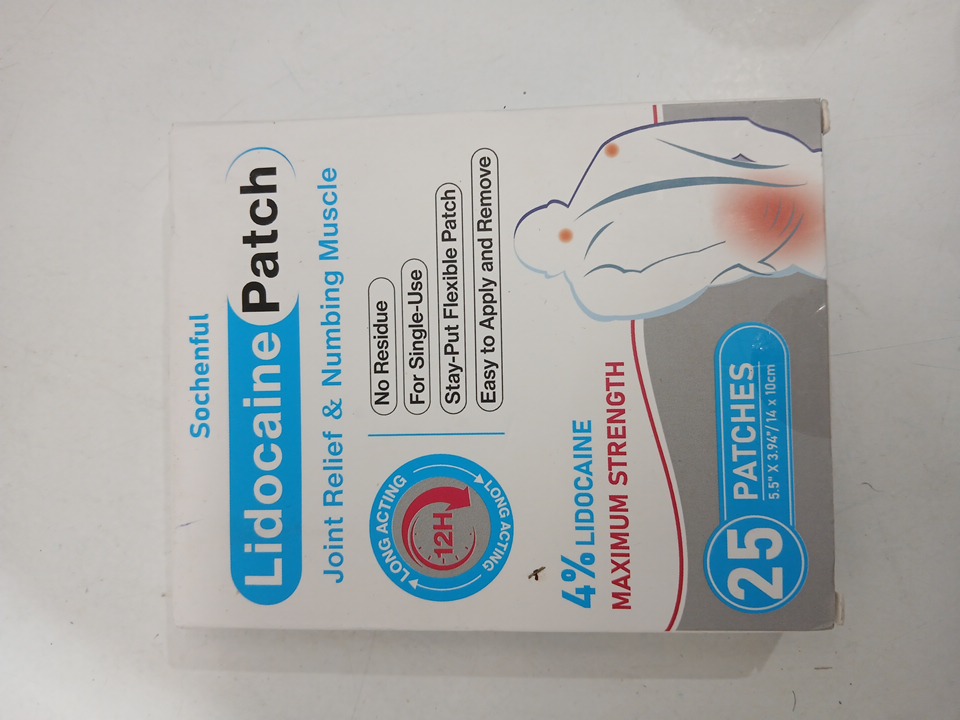 Sochenful
Lidocaine Patch
Joint Relief & Numbing Muscle
LONG ACTING
12H
LONG ACTING
No Residue
For Single-Use
Stay-Put Flexible Patch
Easy to Apply and Remove
4% LIDOCAINE
MAXIMUM STRENGTH
25 PATCHES
5.5" X 3.94"/ 14 x 10cm